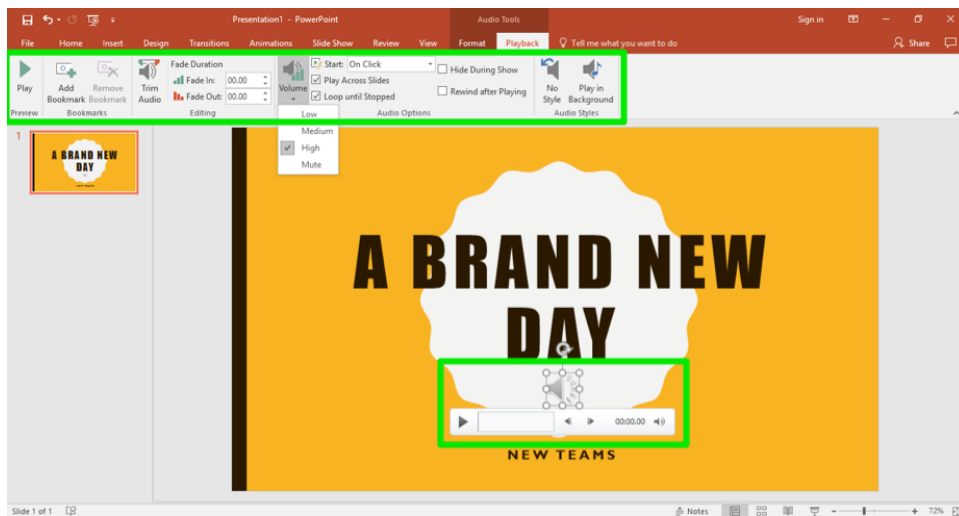 Presentation1 - PowerPoint
Audio Tools
Sign in
File Home Insert Design Transitions Animations Slide Show Review View Format Playback Tell me what you want to do Share
Play
Preview
Add Bookmark
Remove Bookmark
Bookmarks
Trim Audio
Fade Duration
Fade In: 00.00
Fade Out: 00.00
Editing
Volume
Start: On Click
Play Across Slides
Loop until Stopped
Hide During Show
Rewind after Playing
Audio Options
No Style
Play in Background
Audio Styles
Low
Medium
High
Mute
1
A BRAND NEW
DAY
NEW TEAMS
A BRAND NEW
DAY
00:00.00
NEW TEAMS
Slide 1 of 1
Notes
72%